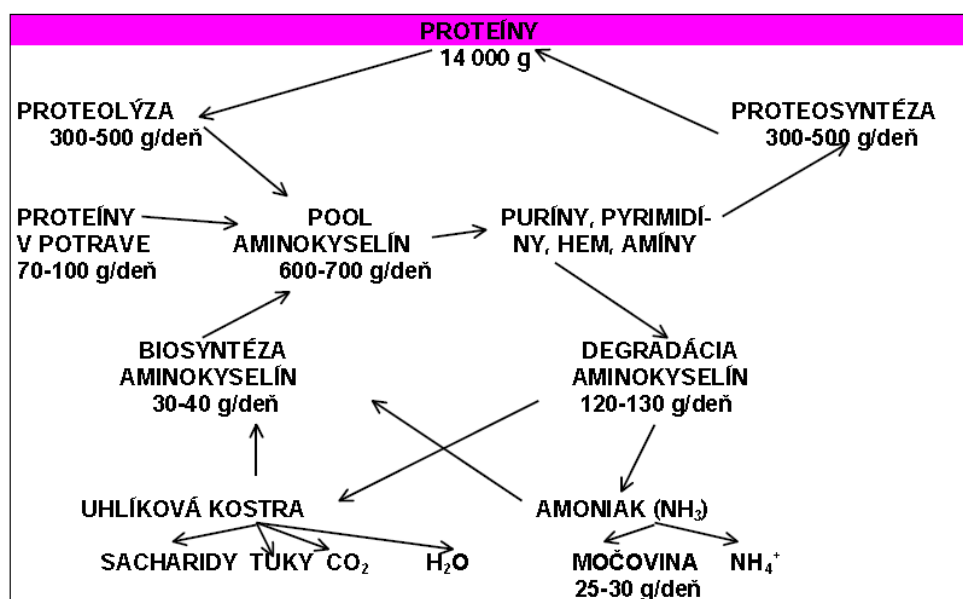 PROTEÍNY
14 000 g
PROTEOLÝZA
300-500 g/deň
PROTEOSYNTÉZA
300-500 g/deň
PROTEÍNY
V POTRAVE
70-100 g/deň
POOL
AMINOKYSELÍN
600-700 g/deň
PURÍNY, PYRIMIDÍ-
NY, HEM, AMÍNY
BIOSYNTÉZA
AMINOKYSELÍN
30-40 g/deň
DEGRADÁCIA
AMINOKYSELÍN
120-130 g/deň
UHLÍKOVÁ KOSTRA
AMONIAK (NH₃)
SACHARIDY TUKY CO₂ H₂O
MOČOVINA NH₄⁺
25-30 g/deň